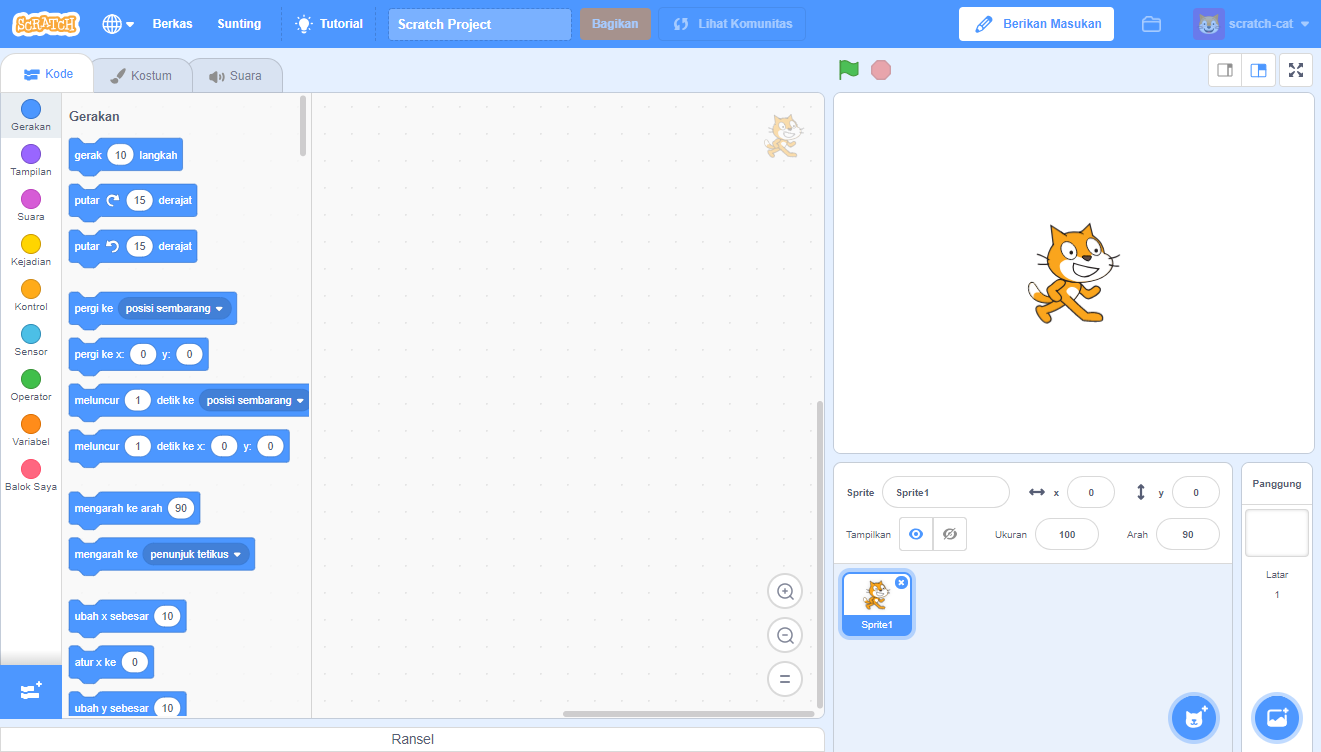 SCRATCH Berkas Sunting Tutorial Scratch Project Bagikan Lihat Komunitas Berikan Masukan scratch-cat
Kode Kostum Suara
Gerakan
Tampilan
Suara
Kejadian
Kontrol
Sensor
Operator
Variabel
Balok Saya
Gerakan
gerak 10 langkah
putar 15 derajat
putar 15 derajat
pergi ke posisi sembarang
pergi ke x: 0 y: 0
meluncur 1 detik ke posisi sembarang
meluncur 1 detik ke x: 0 y: 0
mengarah ke arah 90
mengarah ke penunjuk tetikus
ubah x sebesar 10
atur x ke 0
ubah y sebesar 10
Sprite Sprite1 x 0 y 0
Tampilkan Ukuran 100 Arah 90
Sprite1
Panggung
Latar
1
Ransel